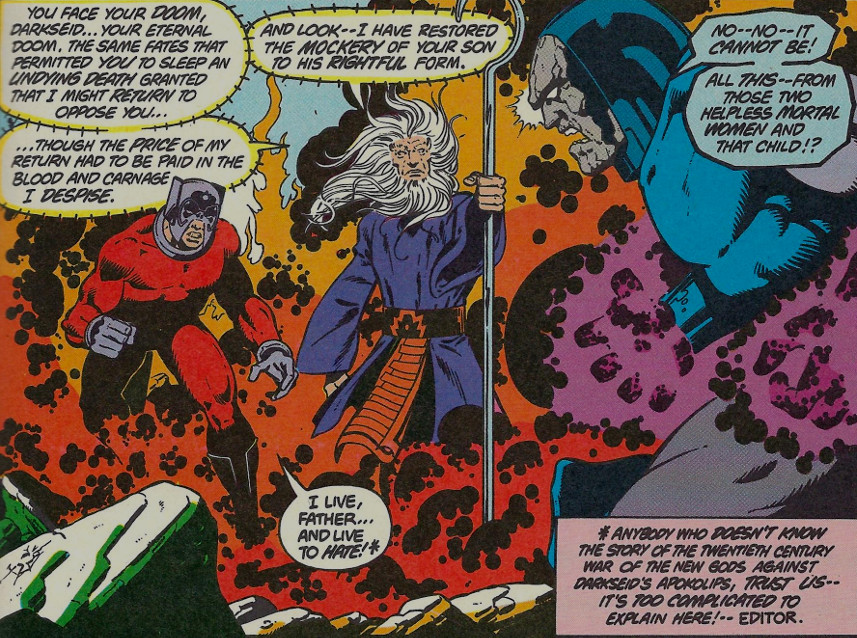 YOU FACE YOUR DOOM,
DARKSEID... YOUR ETERNAL
DOOM. THE SAME FATES THAT
PERMITTED YOU TO SLEEP AN
UNDYING DEATH GRANTED
THAT I MIGHT RETURN TO
OPPOSE YOU...
...THOUGH THE PRICE OF MY
RETURN HAD TO BE PAID IN THE
BLOOD AND CARNAGE
I DESPISE.
AND LOOK--I HAVE RESTORED
THE MOCKERY OF YOUR SON
TO HIS RIGHTFUL FORM.
NO--NO--IT
CANNOT BE!
ALL THIS--FROM
THOSE TWO
HELPLESS MORTAL
WOMEN AND
THAT CHILD!?
I LIVE,
FATHER...
AND LIVE
TO HATE!*
* ANYBODY WHO DOESN'T KNOW
THE STORY OF THE TWENTIETH CENTURY
WAR OF THE NEW GODS AGAINST
DARKSEID'S APOKOLIPS, TRUST US--
IT'S TOO COMPLICATED TO
EXPLAIN HERE!-- EDITOR.